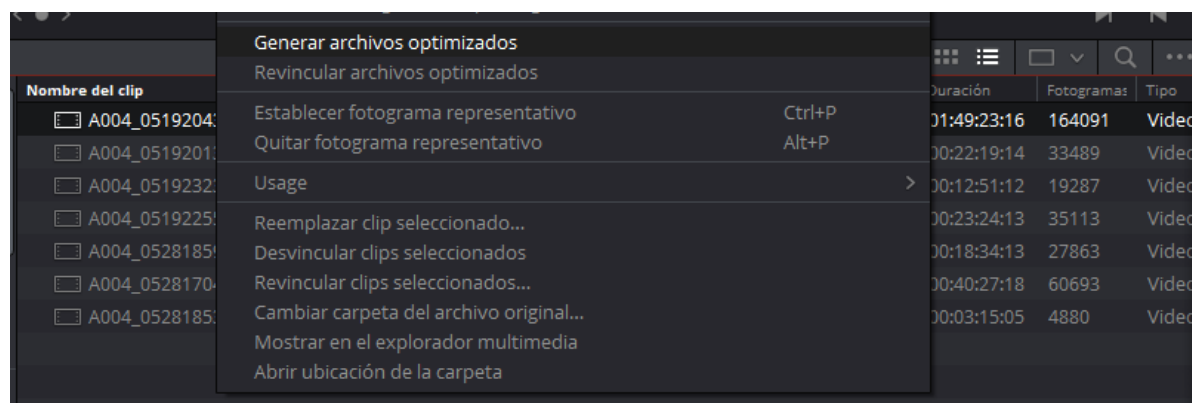 Generar archivos optimizados
Revincular archivos optimizados
Nombre del clip Duración Fotogramas Tipo
Establecer fotograma representativo Ctrl+P
A004_0519204 01:49:23:16 164091 Video
Quitar fotograma representativo Alt+P
A004_0519201 00:22:19:14 33489 Video
Usage
A004_0519232 00:12:51:12 19287 Video
Reemplazar clip seleccionado...
A004_0519225 00:23:24:13 35113 Video
Desvincular clips seleccionados
A004_0528185 00:18:34:13 27863 Video
Revincular clips seleccionados...
A004_0528170 00:40:27:18 60693 Video
Cambiar carpeta del archivo original...
A004_0528185 00:03:15:05 4880 Video
Mostrar en el explorador multimedia
Abrir ubicación de la carpeta